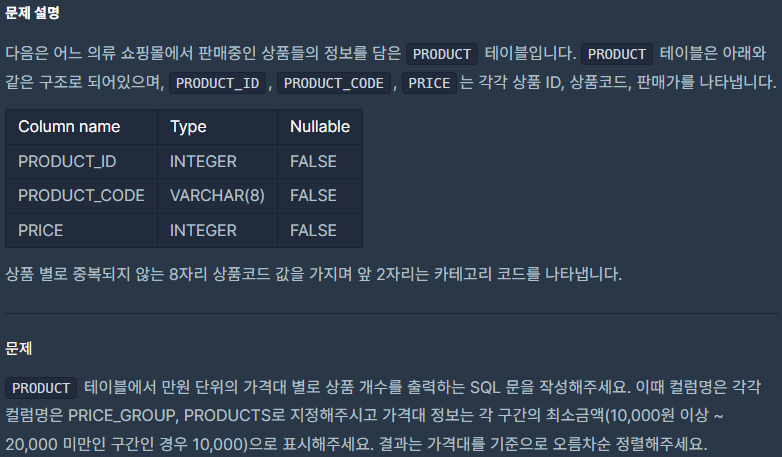 문제 설명
다음은 어느 의류 쇼핑몰에서 판매중인 상품들의 정보를 담은 PRODUCT 테이블입니다. PRODUCT 테이블은 아래와
같은 구조로 되어있으며, PRODUCT_ID, PRODUCT_CODE, PRICE는 각각 상품 ID, 상품코드, 판매가를 나타냅니다.
Column name Type Nullable
PRODUCT_ID INTEGER FALSE
PRODUCT_CODE VARCHAR(8) FALSE
PRICE INTEGER FALSE
상품 별로 중복되지 않는 8자리 상품코드 값을 가지며 앞 2자리는 카테고리 코드를 나타냅니다.
문제
PRODUCT 테이블에서 만원 단위의 가격대 별로 상품 개수를 출력하는 SQL 문을 작성해주세요. 이때 컬럼명은 각각
컬럼명은 PRICE_GROUP, PRODUCTS로 지정해주시고 가격대 정보는 각 구간의 최소금액(10,000원 이상 ~
20,000 미만인 구간인 경우 10,000)으로 표시해주세요. 결과는 가격대를 기준으로 오름차순 정렬해주세요.